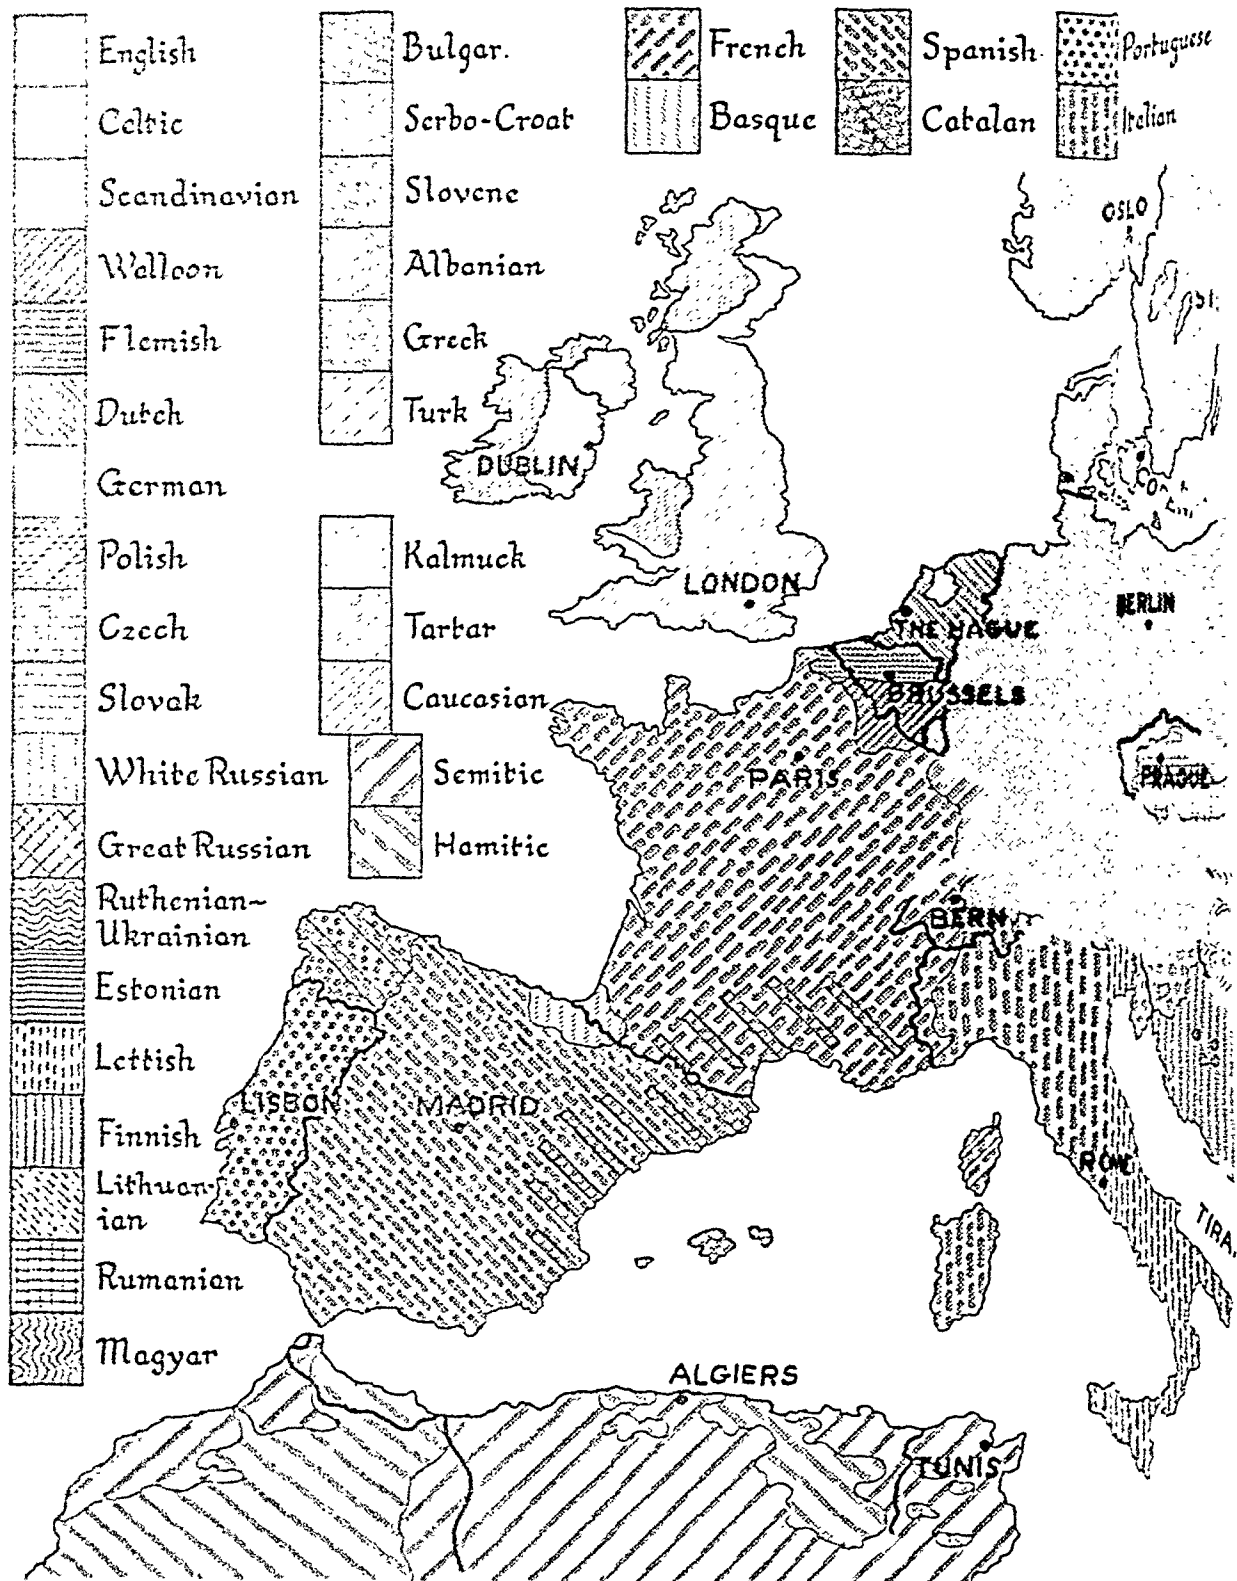 English
Celtic
Scandinavian
Walloon
Flemish
Dutch
German
Polish
Czech
Slovak
White Russian
Great Russian
Ruthenian-
Ukrainian
Estonian
Lettish
Finnish
Lithuan-
ian
Rumanian
Magyar
Bulgar.
Serbo-Croat
Slovene
Albanian
Greek
Turk
Kalmuck
Tartar
Caucasian
Semitic
Hamitic
French
Basque
Spanish
Catalan
Portuguese
Italian
OSLO
DUBLIN
LONDON
THE HAGUE
BERLIN
BRUSSELS
PARIS
PRAGUE
BERN
LISBON
MADRID
ROME
TIRA
ALGIERS
TUNIS